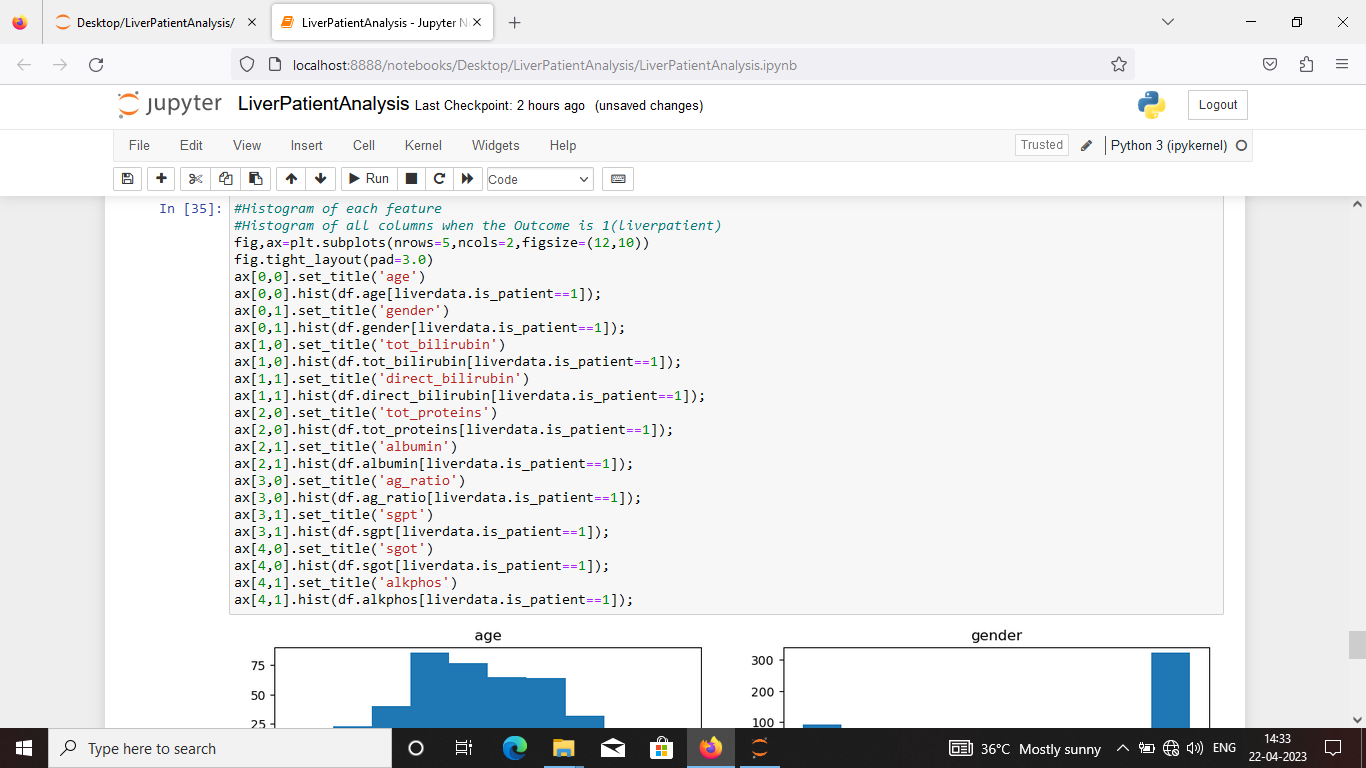 Desktop/LiverPatientAnalysis/
LiverPatientAnalysis - Jupyter N
localhost:8888/notebooks/Desktop/LiverPatientAnalysis/LiverPatientAnalysis.ipynb
jupyter LiverPatientAnalysis Last Checkpoint: 2 hours ago (unsaved changes)
Logout
File Edit View Insert Cell Kernel Widgets Help
Trusted
Python 3 (ipykernel)
Run
Code
In [35]:
#Histogram of each feature
#Histogram of all columns when the Outcome is 1(liverpatient)
fig,ax=plt.subplots(nrows=5,ncols=2,figsize=(12,10))
fig.tight_layout(pad=3.0)
ax[0,0].set_title('age')
ax[0,0].hist(df.age[liverdata.is_patient==1]);
ax[0,1].set_title('gender')
ax[0,1].hist(df.gender[liverdata.is_patient==1]);
ax[1,0].set_title('tot_bilirubin')
ax[1,0].hist(df.tot_bilirubin[liverdata.is_patient==1]);
ax[1,1].set_title('direct_bilirubin')
ax[1,1].hist(df.direct_bilirubin[liverdata.is_patient==1]);
ax[2,0].set_title('tot_proteins')
ax[2,0].hist(df.tot_proteins[liverdata.is_patient==1]);
ax[2,1].set_title('albumin')
ax[2,1].hist(df.albumin[liverdata.is_patient==1]);
ax[3,0].set_title('ag_ratio')
ax[3,0].hist(df.ag_ratio[liverdata.is_patient==1]);
ax[3,1].set_title('sgpt')
ax[3,1].hist(df.sgpt[liverdata.is_patient==1]);
ax[4,0].set_title('sgot')
ax[4,0].hist(df.sgot[liverdata.is_patient==1]);
ax[4,1].set_title('alkphos')
ax[4,1].hist(df.alkphos[liverdata.is_patient==1]);
age
75
50
25
gender
300
200
100
Type here to search
36°C Mostly sunny
ENG
14:33
22-04-2023